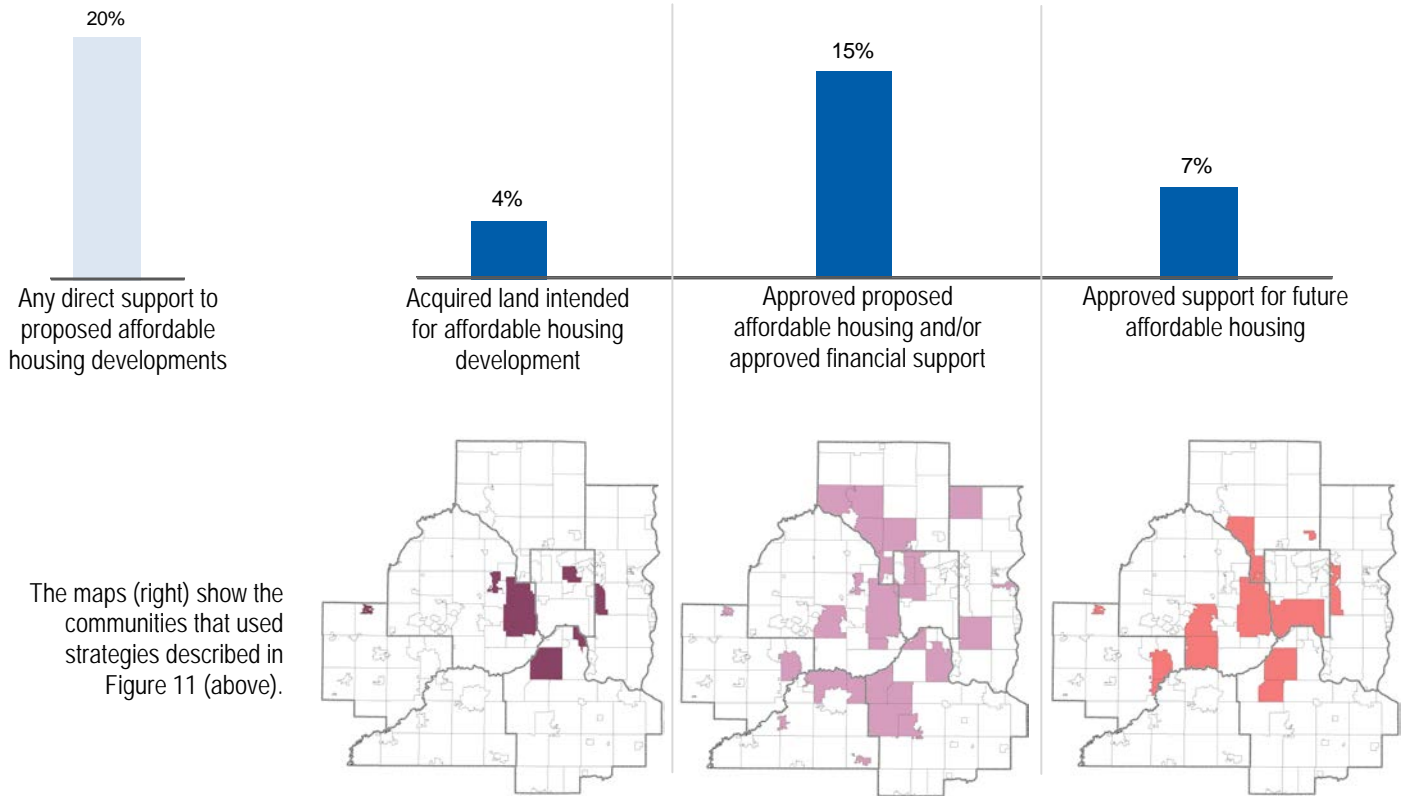 20%
4%
15%
7%
Any direct support to
proposed affordable
housing developments
Acquired land intended
for affordable housing
development
Approved proposed
affordable housing and/or
approved financial support
Approved support for future
affordable housing
The maps (right) show the
communities that used
strategies described in
Figure 11 (above).